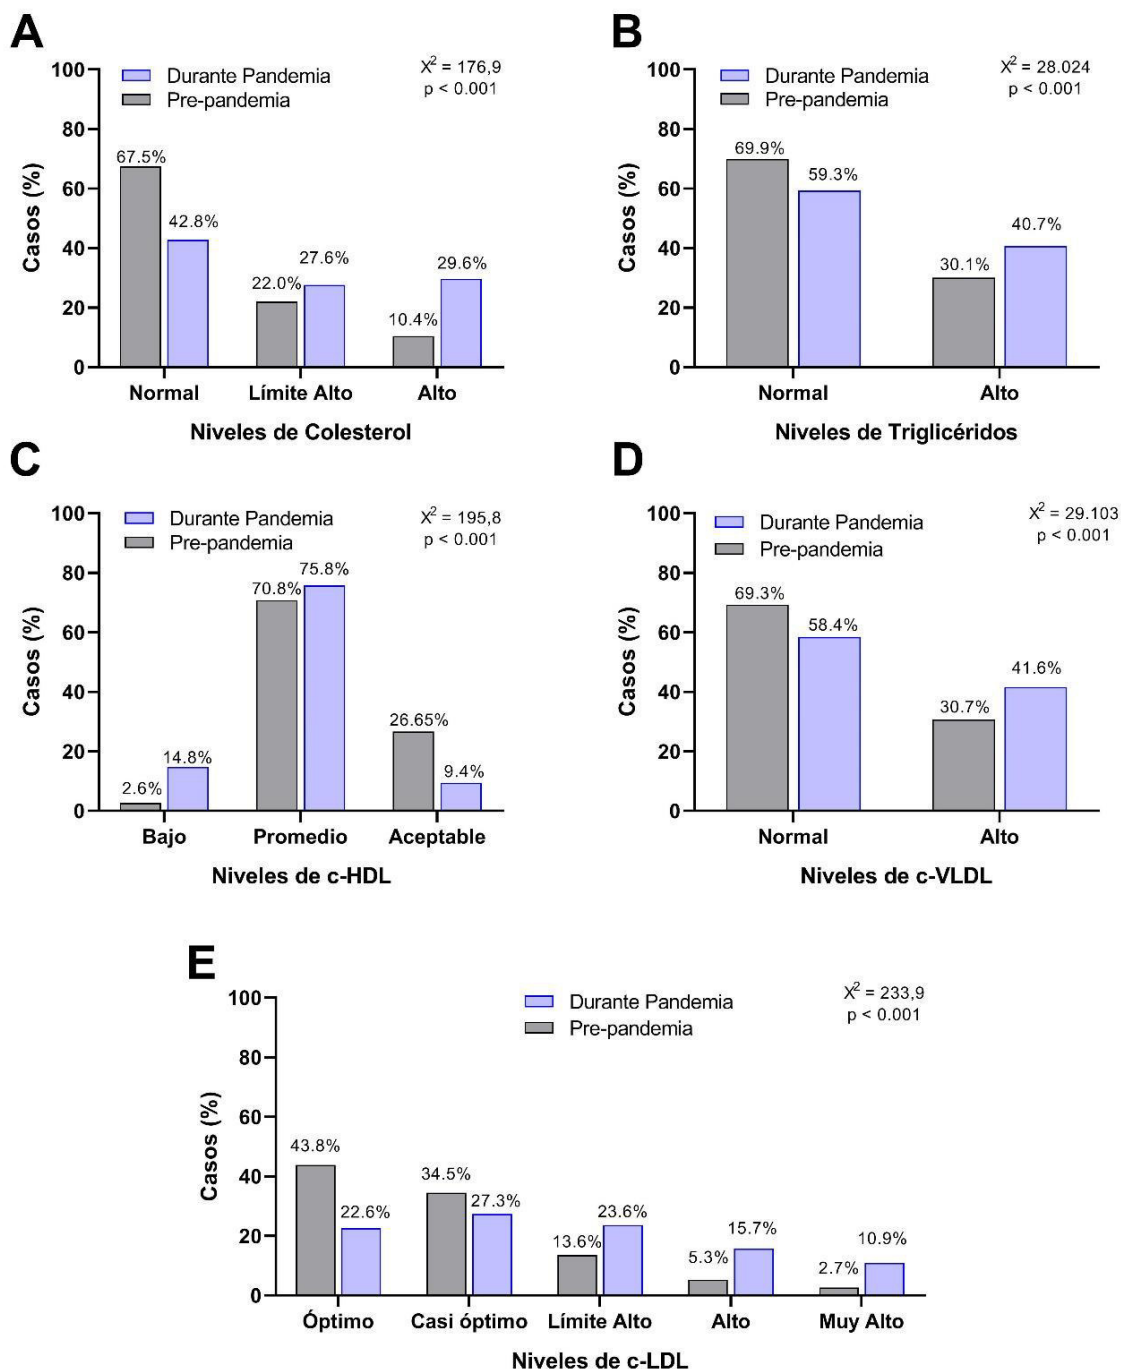 A
Durante Pandemia
Pre-pandemia
X² = 176,9
p < 0.001
Casos (%)
100
80
60
40
20
0
67.5%
42.8%
22.0%
27.6%
10.4%
29.6%
Normal
Límite Alto
Alto
Niveles de Colesterol
B
Durante Pandemia
Pre-pandemia
X² = 28.024
p < 0.001
Casos (%)
100
80
60
40
20
0
69.9%
59.3%
30.1%
40.7%
Normal
Alto
Niveles de Triglicéridos
C
Durante Pandemia
Pre-pandemia
X² = 195,8
p < 0.001
Casos (%)
100
80
60
40
20
0
2.6%
14.8%
70.8%
75.8%
26.65%
9.4%
Bajo
Promedio
Aceptable
Niveles de c-HDL
D
Durante Pandemia
Pre-pandemia
X² = 29.103
p < 0.001
Casos (%)
100
80
60
40
20
0
69.3%
58.4%
30.7%
41.6%
Normal
Alto
Niveles de c-VLDL
E
Durante Pandemia
Pre-pandemia
X² = 233,9
p < 0.001
Casos (%)
100
80
60
40
20
0
43.8%
22.6%
34.5%
27.3%
13.6%
23.6%
5.3%
15.7%
2.7%
10.9%
Óptimo
Casi óptimo
Límite Alto
Alto
Muy Alto
Niveles de c-LDL